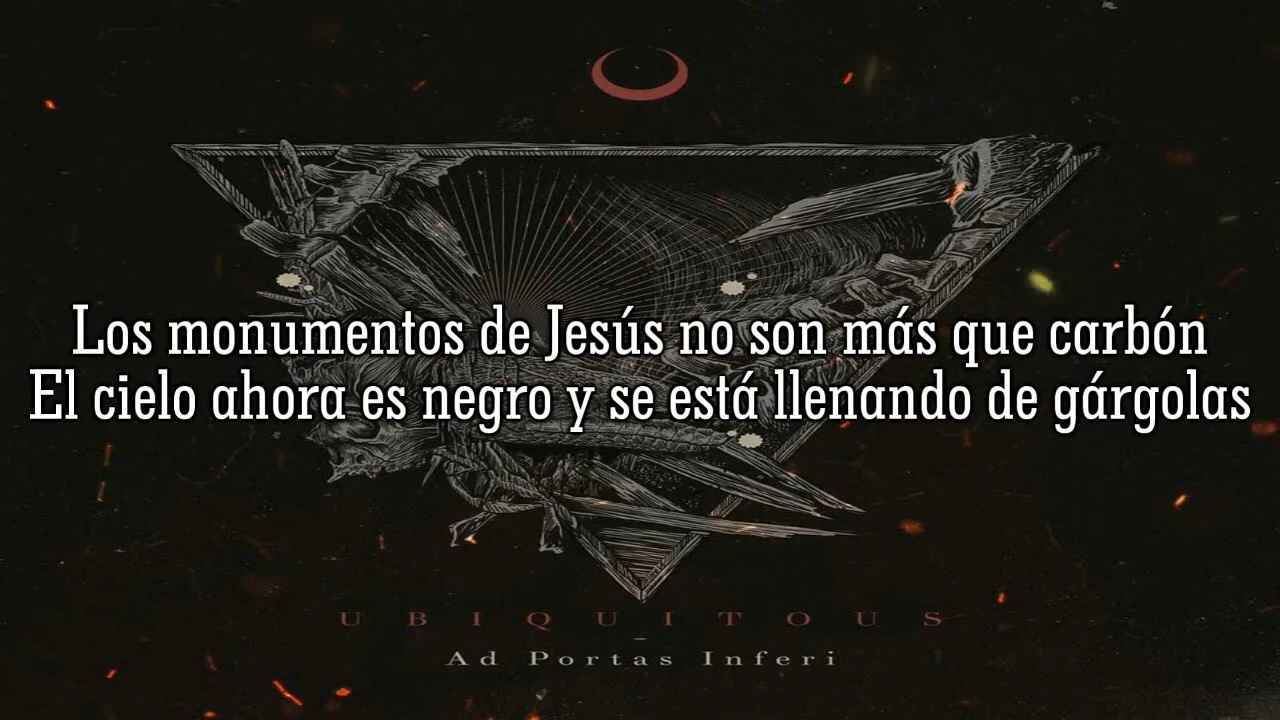 Los monumentos de Jesús no son más que carbón
El cielo ahora es negro y se está llenando de gárgolas
UBIQUITOUS
Ad Portas Inferi